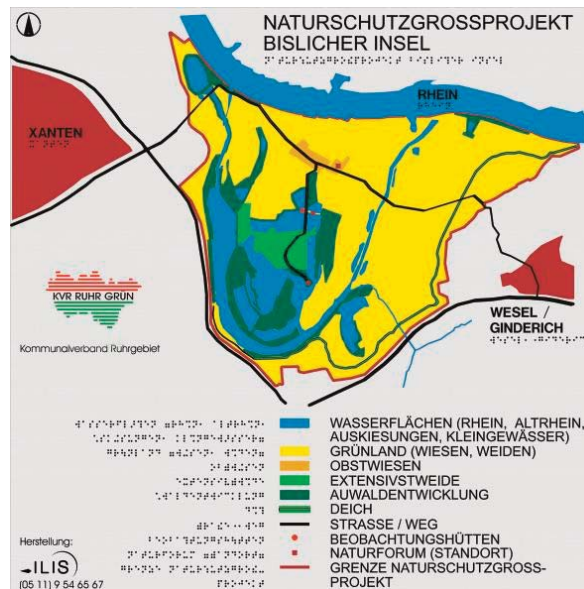 NATURSCHUTZGROSSPROJEKT
BISLICHER INSEL
RHEIN
XANTEN
KVR RUHR GRÜN
Kommunalverband Ruhrgebiet
WESEL /
GINDERICH
WASSERFLÄCHEN (RHEIN, ALTRHEIN,
AUSKIESUNGEN, KLEINGEWÄSSER)
GRÜNLAND (WIESEN, WEIDEN)
OBSTWIESEN
EXTENSIVSTWEIDE
AUWALDENTWICKLUNG
DEICH
STRASSE / WEG
BEOBACHTUNGSHÜTTEN
NATURFORUM (STANDORT)
GRENZE NATURSCHUTZGROSS-
PROJEKT
Herstellung:
ILIS
(05 11) 9 54 65 67